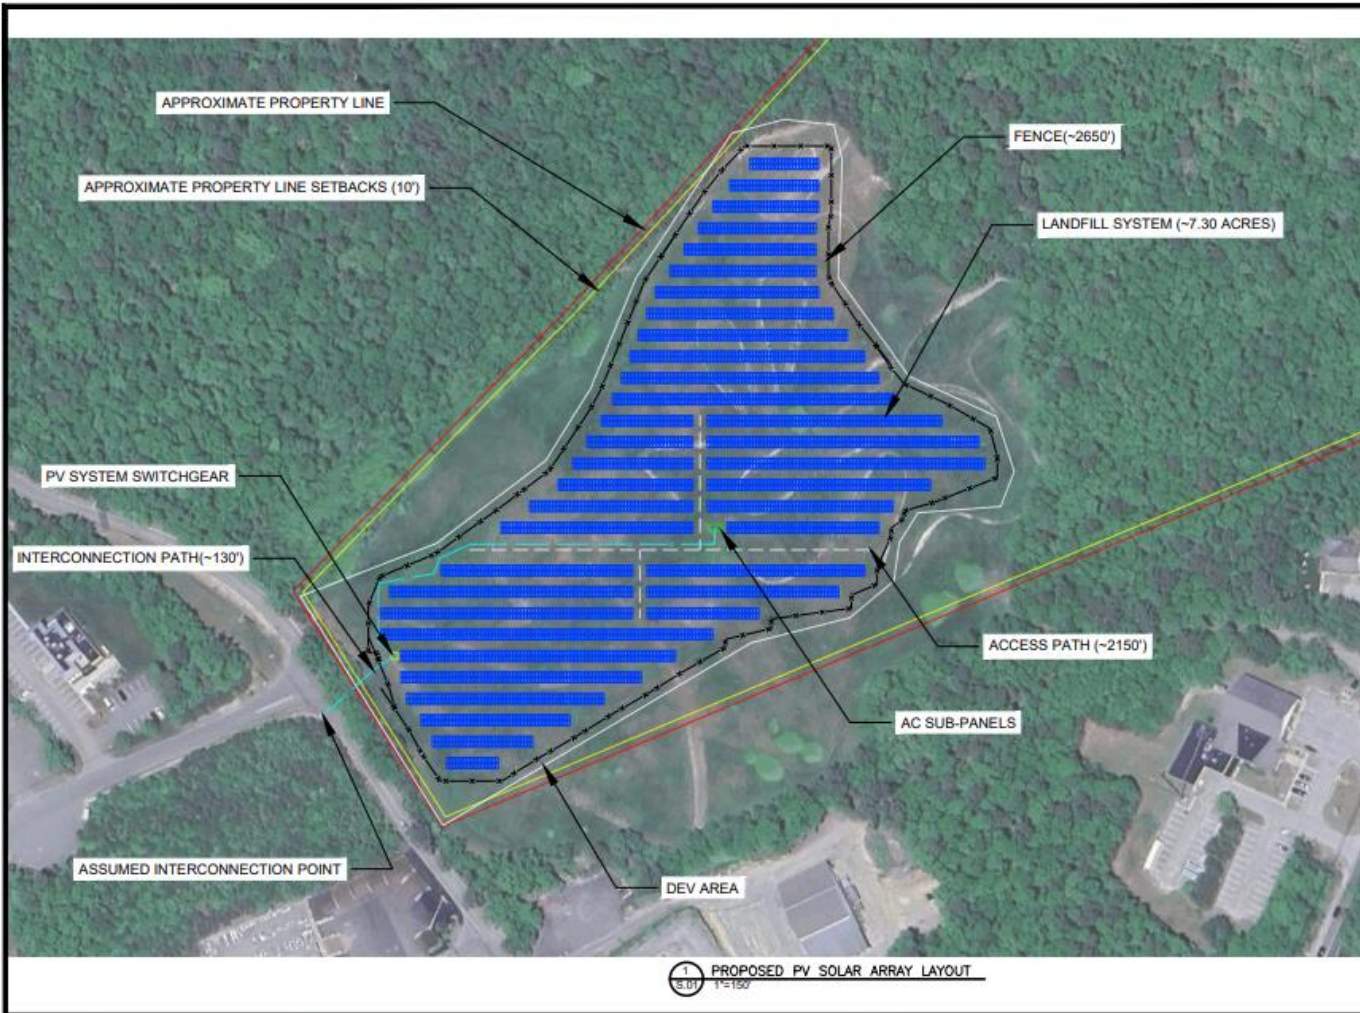 APPROXIMATE PROPERTY LINE
FENCE(~2650')
APPROXIMATE PROPERTY LINE SETBACKS (10')
LANDFILL SYSTEM (~7.30 ACRES)
PV SYSTEM SWITCHGEAR
INTERCONNECTION PATH(~130')
ACCESS PATH (~2150')
AC SUB-PANELS
ASSUMED INTERCONNECTION POINT
DEV AREA
1 PROPOSED PV SOLAR ARRAY LAYOUT
S.01 1"=150'